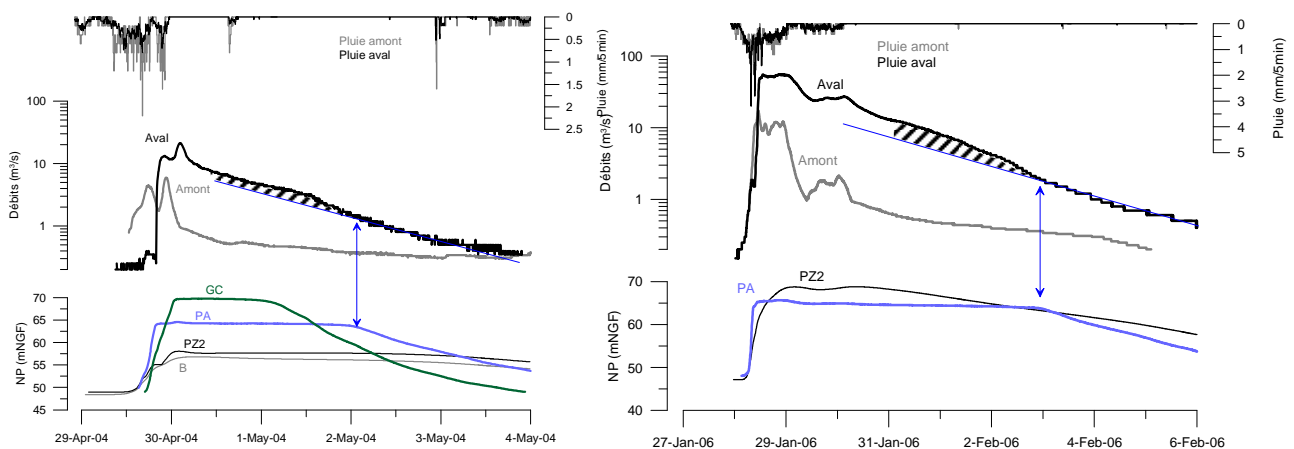 0
0.5
1
1.5
2
2.5
Pluie (mm/5min)
Pluie amont
Pluie aval
100
10
1
Débits (m³/s)
Aval
Amont
70
65
60
55
50
45
NP (mNGF)
GC
PA
PZ2
B
29-Apr-04
30-Apr-04
1-May-04
2-May-04
3-May-04
4-May-04
0
1
2
3
4
5
Pluie (mm/5min)
Pluie amont
Pluie aval
100
10
1
Débits (m³/s)
Aval
Amont
70
60
50
40
NP (mNGF)
PA
PZ2
27-Jan-06
29-Jan-06
31-Jan-06
2-Feb-06
4-Feb-06
6-Feb-06